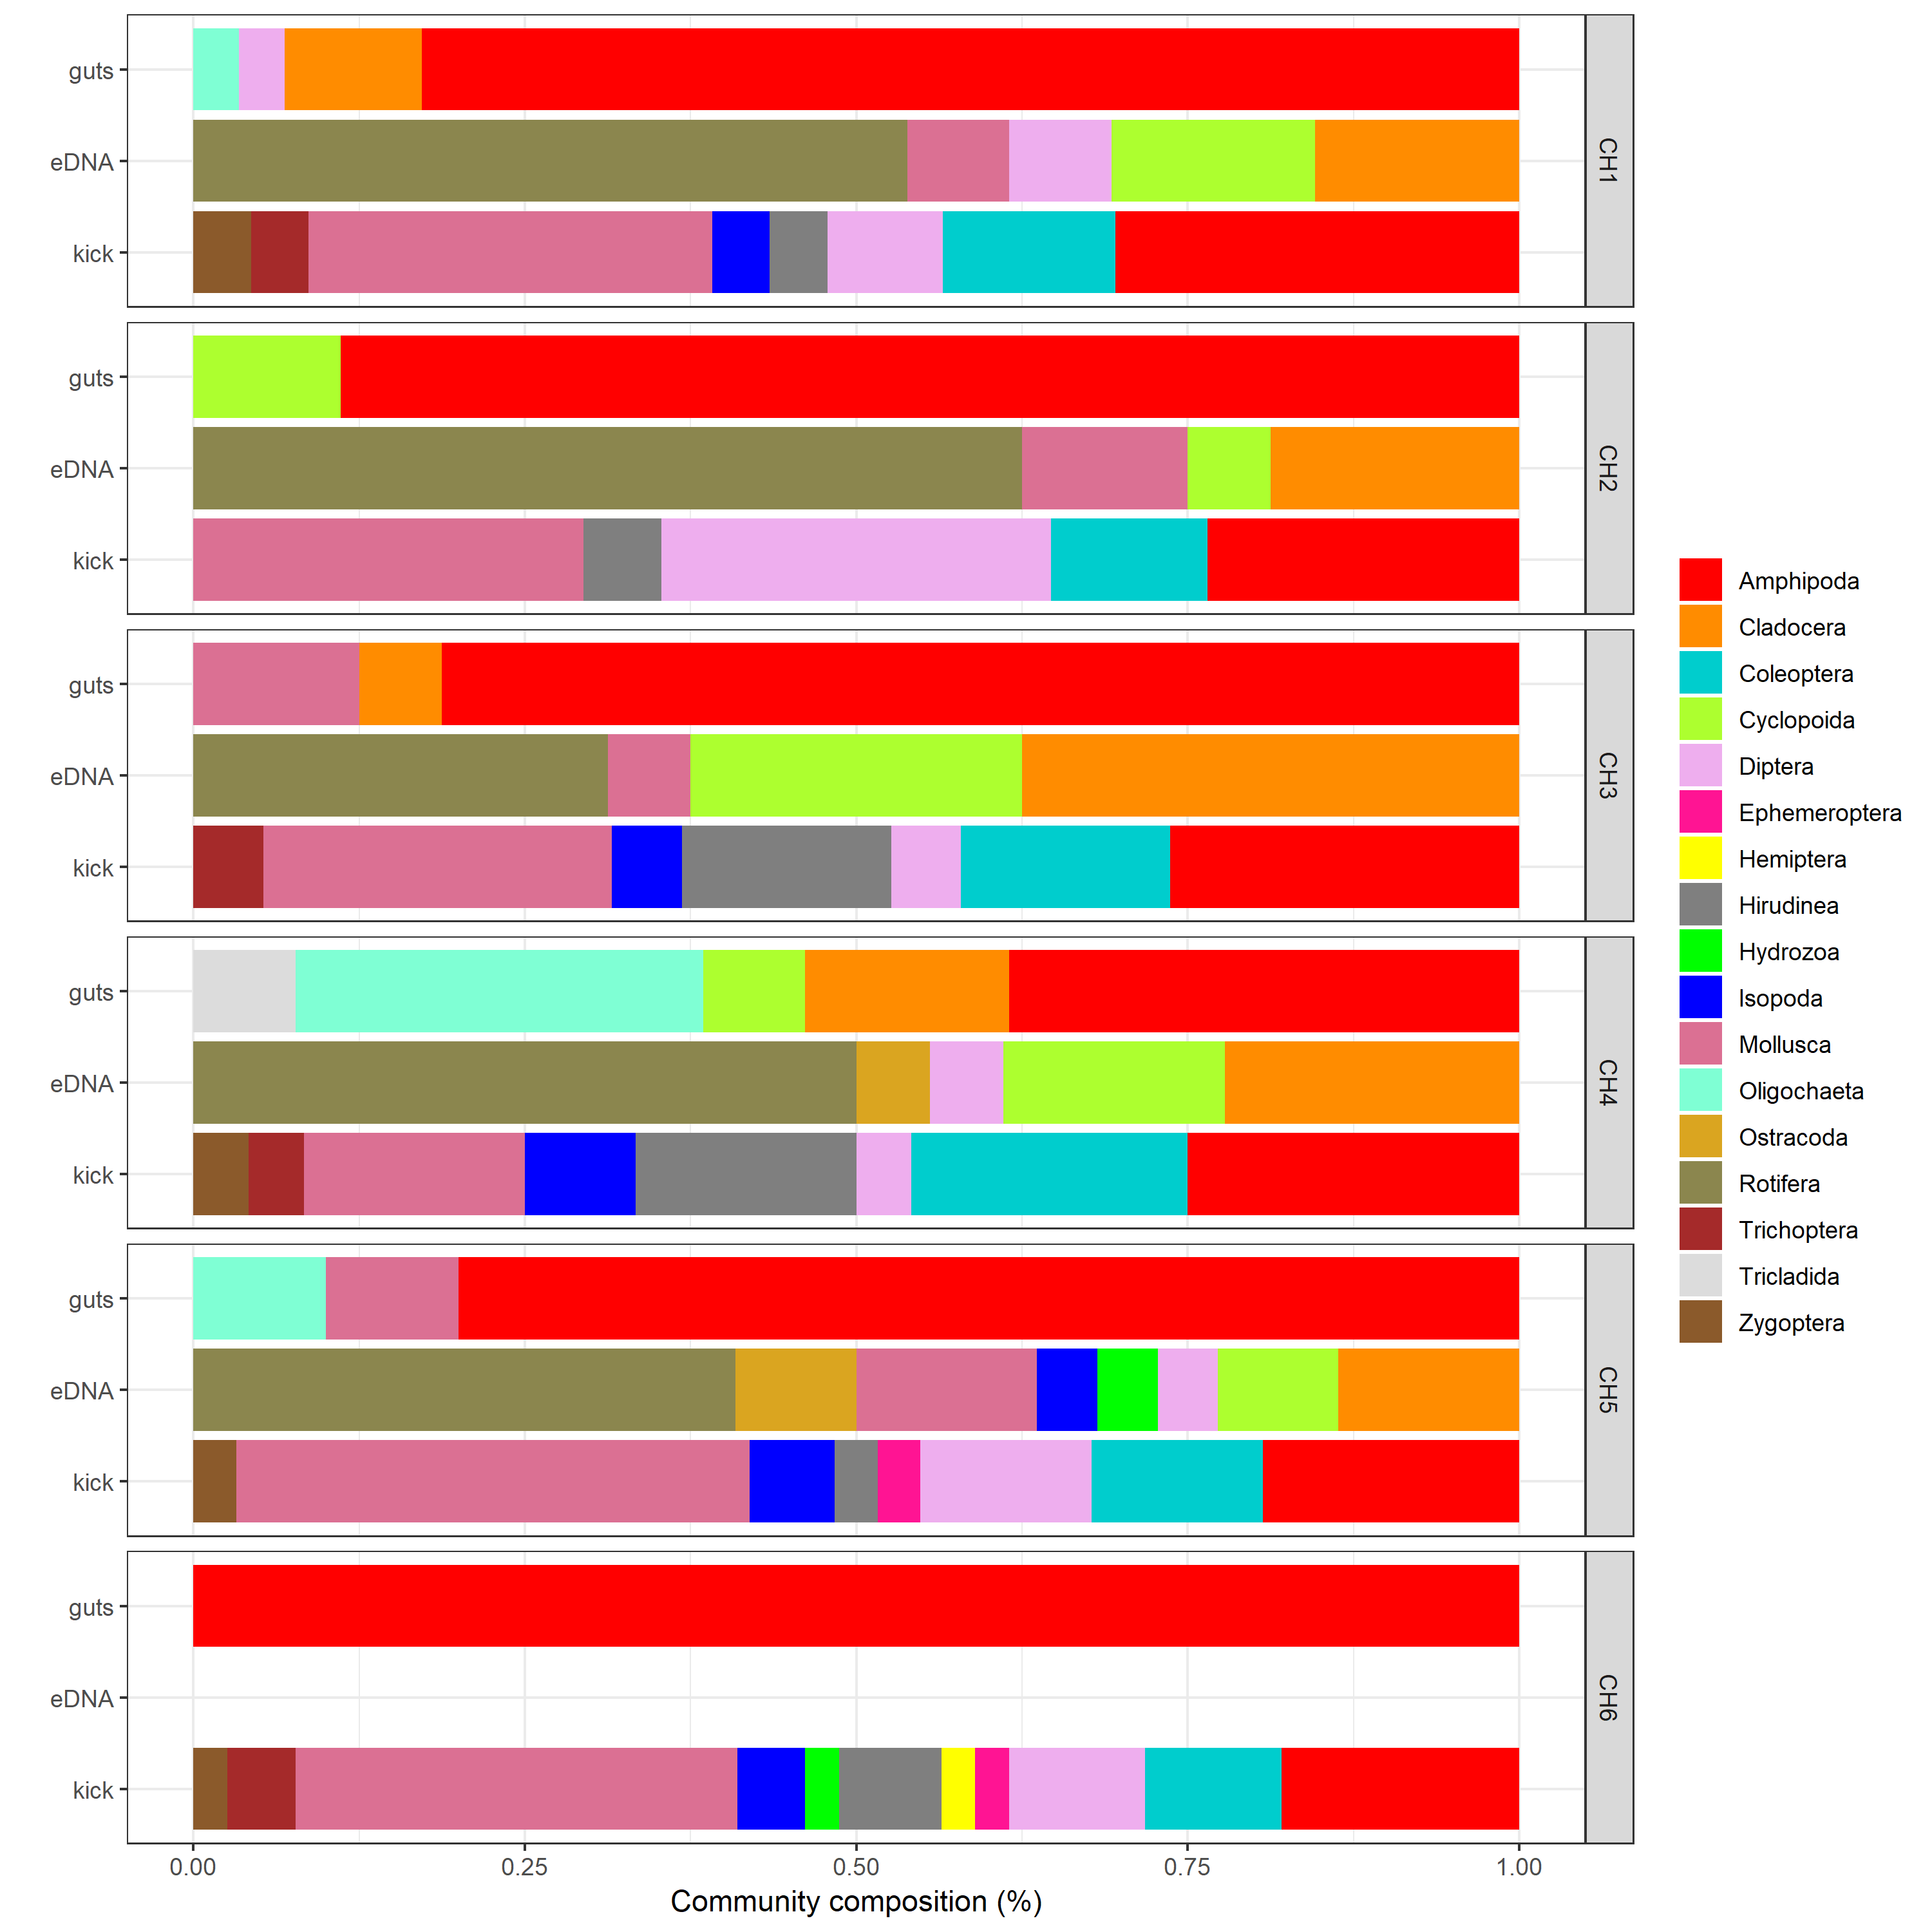 guts
eDNA
kick
CH1
guts
eDNA
kick
CH2
guts
eDNA
kick
CH3
guts
eDNA
kick
CH4
guts
eDNA
kick
CH5
guts
eDNA
kick
CH6
0.00 0.25 0.50 0.75 1.00
Community composition (%)
Amphipoda
Cladocera
Coleoptera
Cyclopoida
Diptera
Ephemeroptera
Hemiptera
Hirudinea
Hydrozoa
Isopoda
Mollusca
Oligochaeta
Ostracoda
Rotifera
Trichoptera
Tricladida
Zygoptera